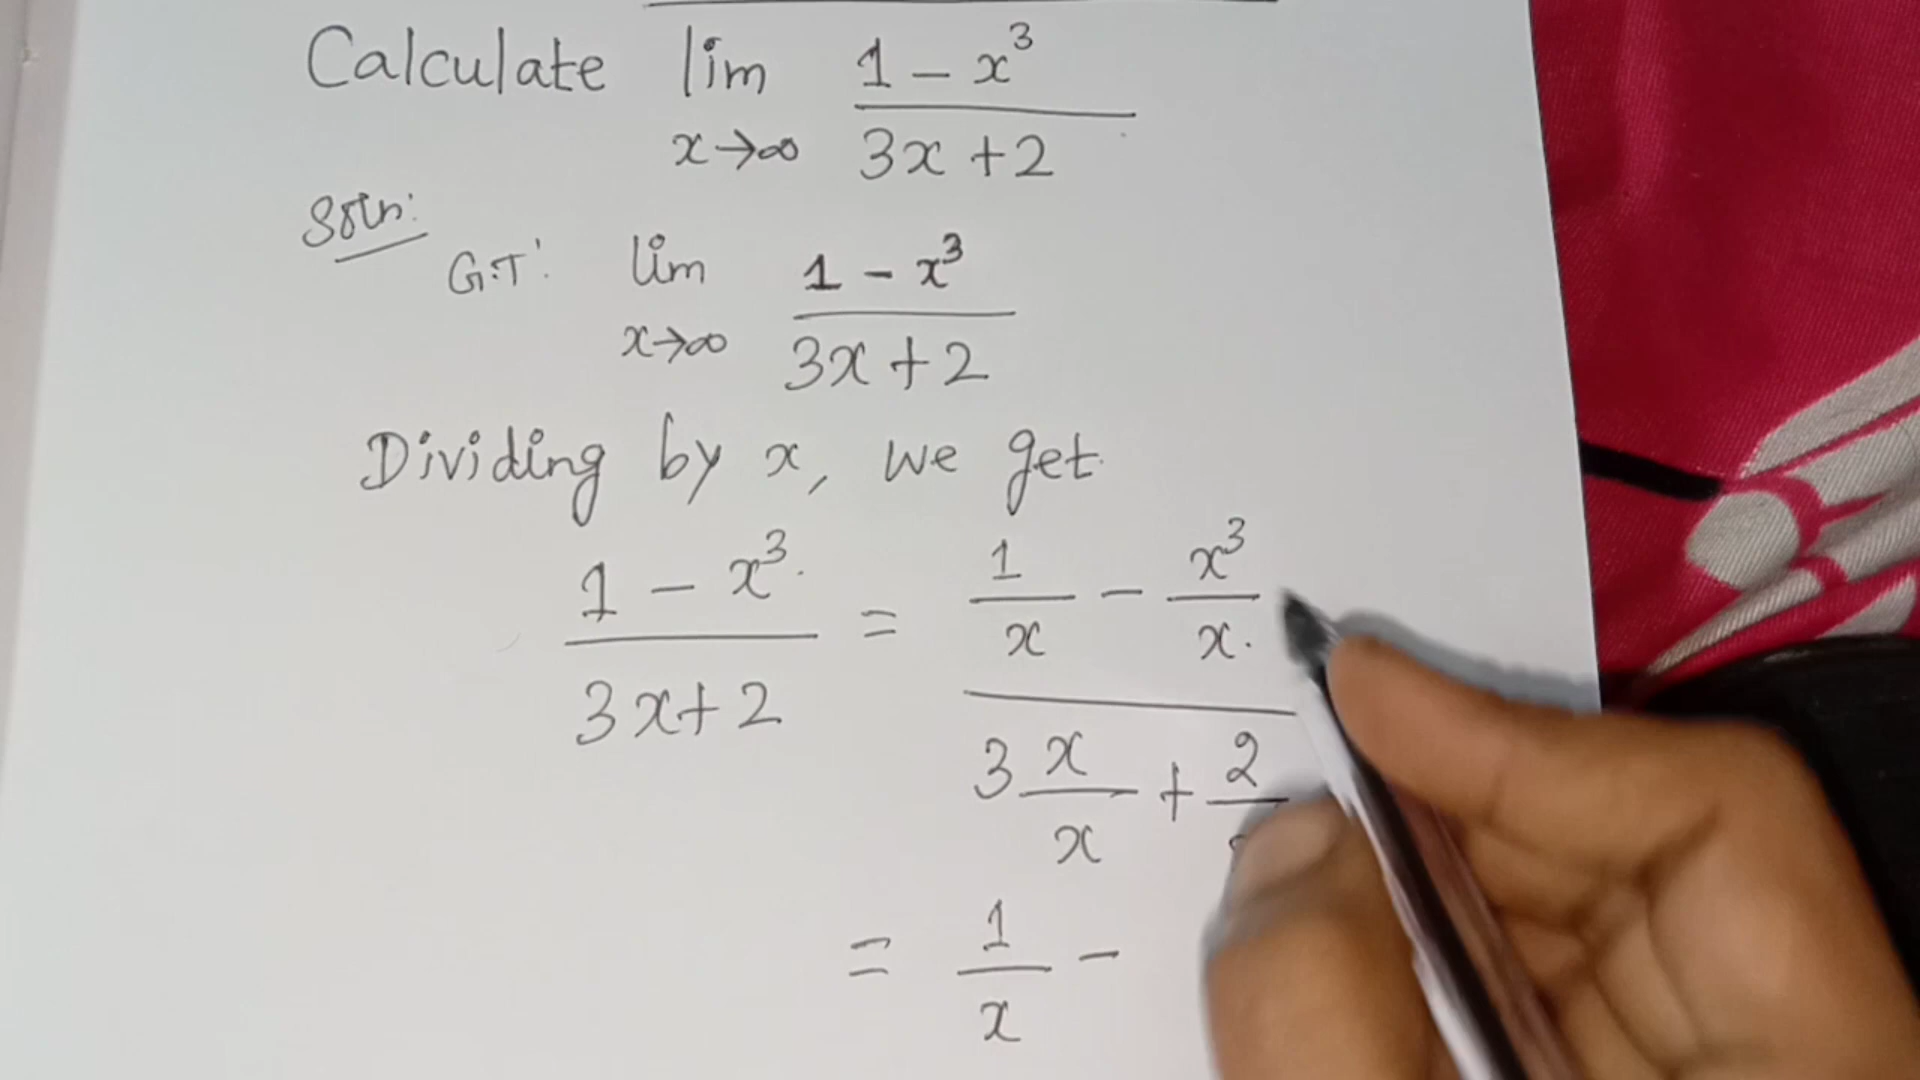 Calculate lim x→∞ (1 - x³)/(3x + 2)
Soln:
G.T: lim x→∞ (1 - x³)/(3x + 2)
Dividing by x, we get
(1 - x³)/(3x + 2) = (1/x - x³/x)/(3 x/x + 2/
= 1/x -